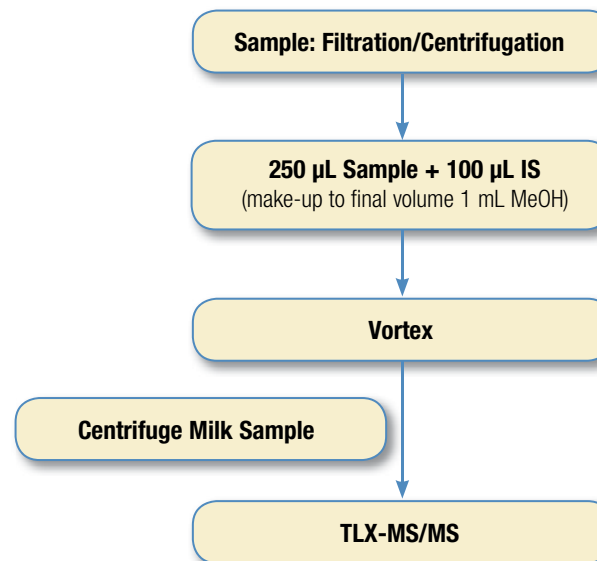 Sample: Filtration/Centrifugation
250 µL Sample + 100 µL IS
(make-up to final volume 1 mL MeOH)
Vortex
Centrifuge Milk Sample
TLX-MS/MS